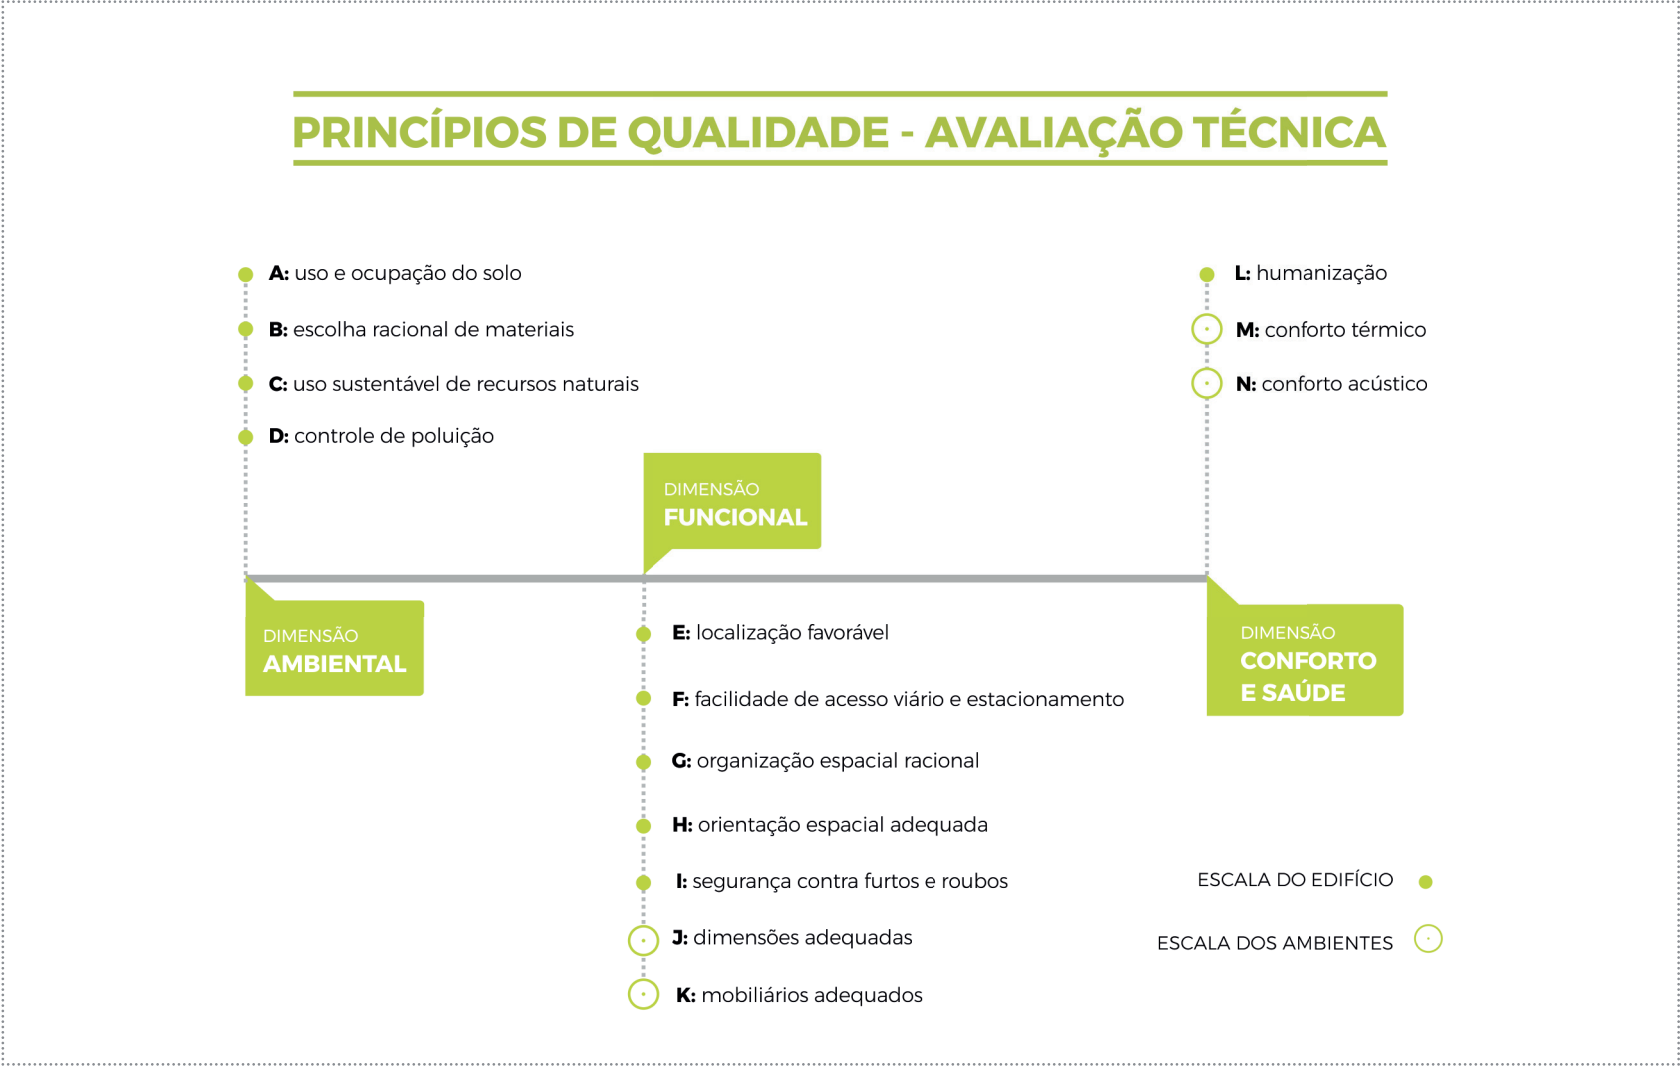 PRINCÍPIOS DE QUALIDADE - AVALIAÇÃO TÉCNICA
A: uso e ocupação do solo
B: escolha racional de materiais
C: uso sustentável de recursos naturais
D: controle de poluição
L: humanização
M: conforto térmico
N: conforto acústico
DIMENSÃO
FUNCIONAL
DIMENSÃO
AMBIENTAL
DIMENSÃO
CONFORTO
E SAÚDE
E: localização favorável
F: facilidade de acesso viário e estacionamento
G: organização espacial racional
H: orientação espacial adequada
I: segurança contra furtos e roubos
J: dimensões adequadas
K: mobiliários adequados
ESCALA DO EDIFÍCIO
ESCALA DOS AMBIENTES